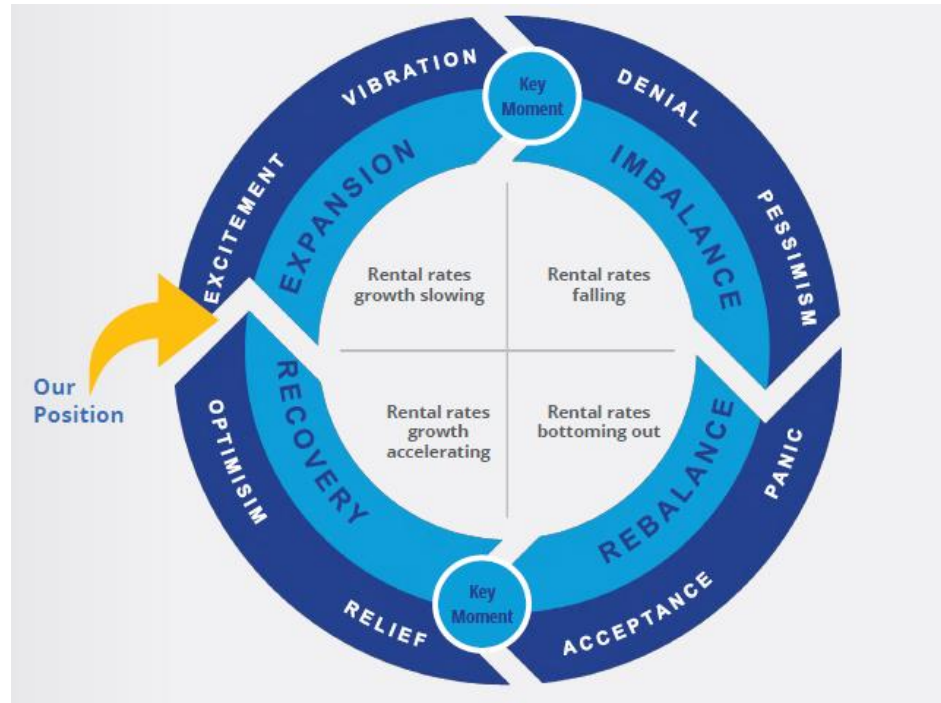 VIBRATION
Key
Moment
DENIAL
EXCITEMENT
EXPANSION
IMBALANCE
PESSIMISM
Rental rates
growth slowing
Rental rates
falling
Our
Position
OPTIMISIM
RECOVERY
Rental rates
growth
accelerating
Rental rates
bottoming out
REBALANCE
PANIC
RELIEF
Key
Moment
ACCEPTANCE